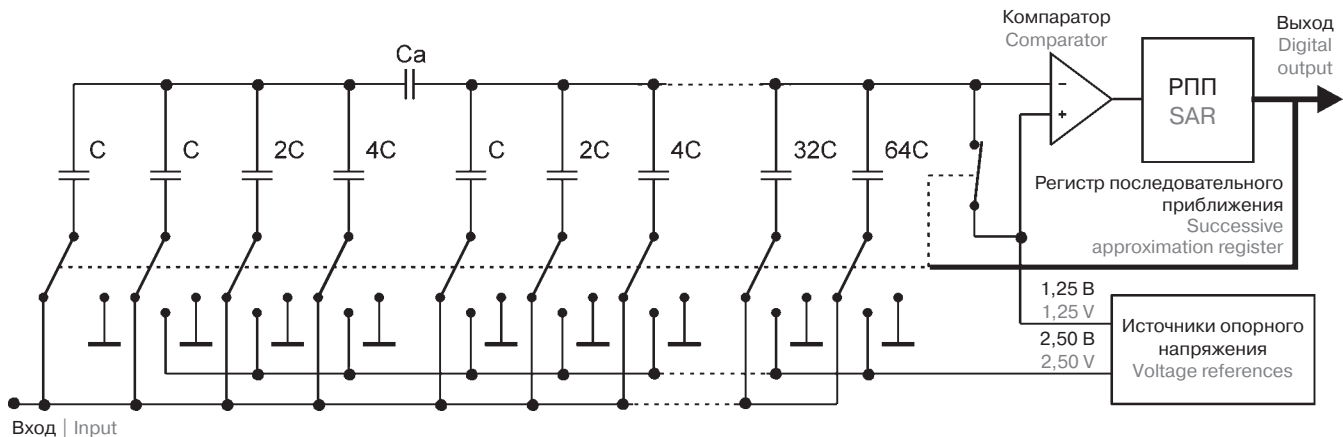 Компаратор
Comparator
Выход
Digital
output
Ca
РПП
SAR
−
+
C
C
2C
4C
C
2C
4C
32C
64C
Регистр последовательного
приближения
Successive
approximation register
1,25 В
1,25 V
2,50 В
2,50 V
Источники опорного
напряжения
Voltage references
Вход | Input